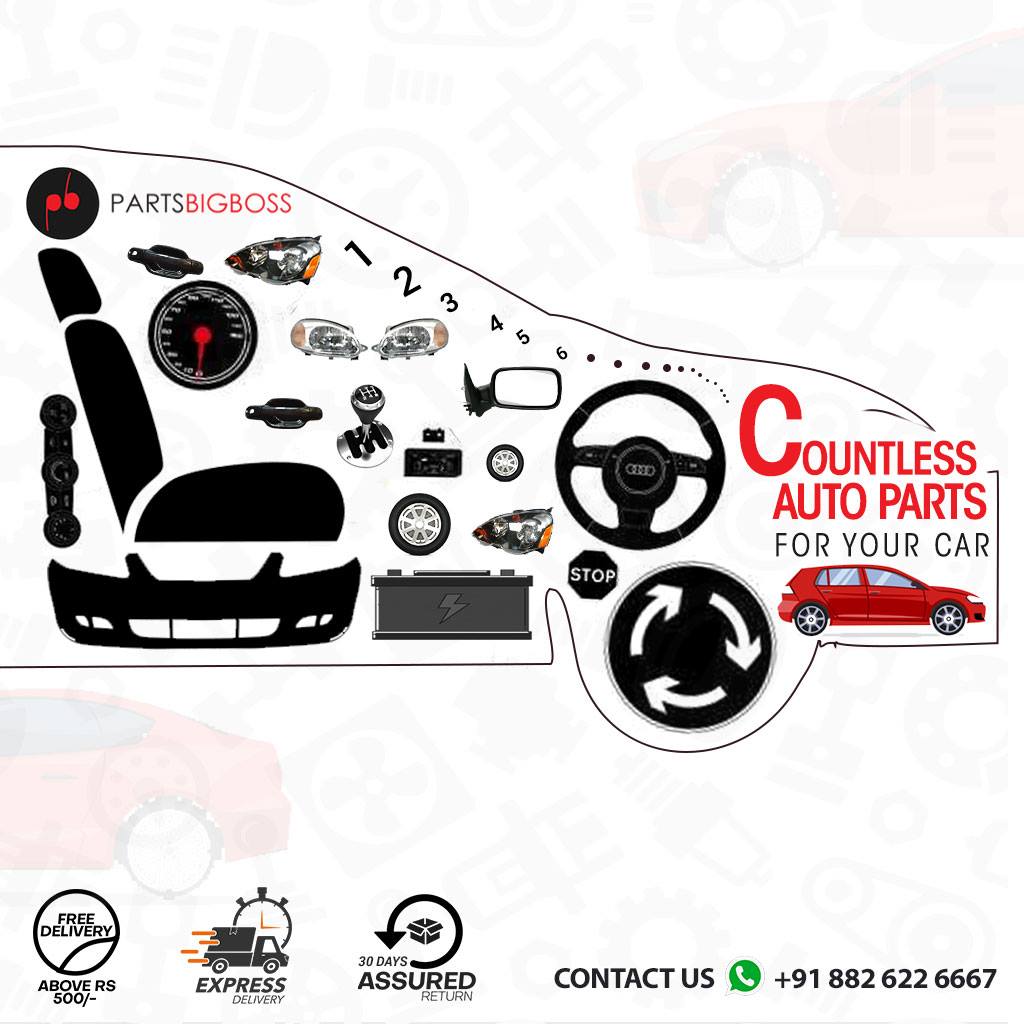 PARTSBIGBOSS
1
2
3
4
5
6
COUNTLESS
AUTO PARTS
FOR YOUR CAR
STOP
FREE
DELIVERY
ABOVE RS
500/-
EXPRESS
DELIVERY
30 DAYS
ASSURED
RETURN
CONTACT US
+91 882 622 6667